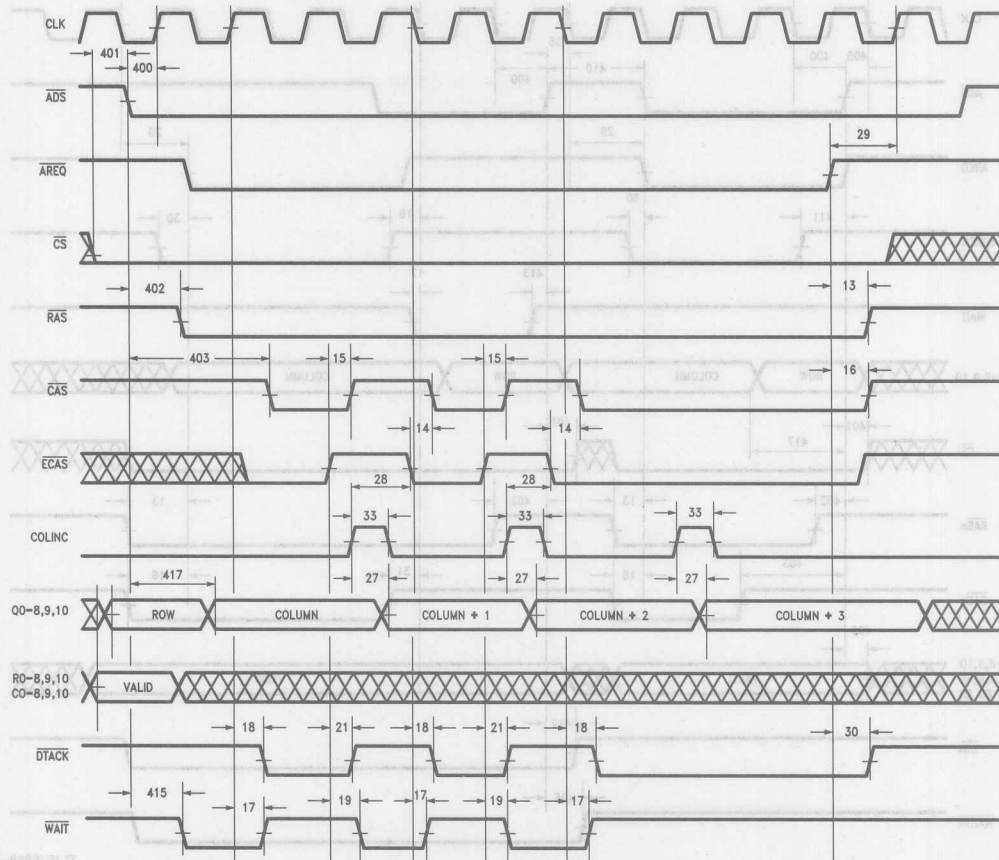 CLK
401
400
ADS
29
AREQ
CS
402
13
RAS
403
15
15
16
CAS
14
14
ECAS
28
28
33
33
33
COLINC
417
27
27
27
Q0-8,9,10
ROW
COLUMN
COLUMN + 1
COLUMN + 2
COLUMN + 3
R0-8,9,10
C0-8,9,10
VALID
18
21
18
21
18
30
DTACK
415
17
19
17
19
17
WAIT